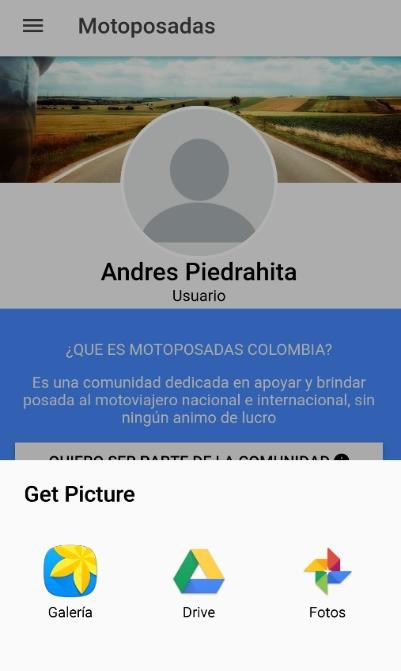 Motoposadas
Andres Piedrahita
Usuario
¿QUE ES MOTOPOSADAS COLOMBIA?
Es una comunidad dedicada en apoyar y brindar
posada al motoviajero nacional e internacional, sin
ningún animo de lucro
QUIERO SER PARTE DE LA COMUNIDAD
Get Picture
Galería Drive Fotos